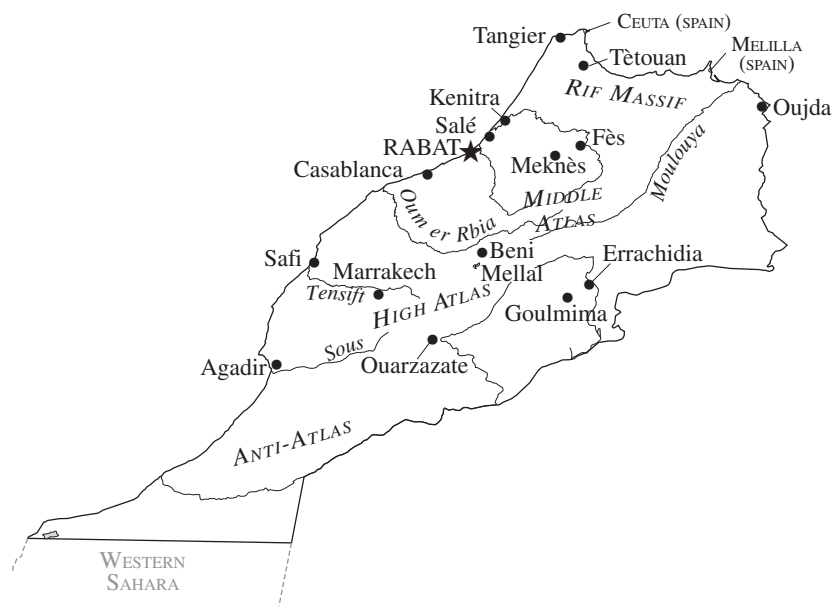 CEUTA (SPAIN)
Tangier
MELILLA
(SPAIN)
Tètouan
RIF MASSIF
Kenitra
Oujda
Salé
RABAT
Fès
Meknès
Moulouya
Casablanca
MIDDLE
ATLAS
Oum er Rbia
Beni
Mellal
Errachidia
Safi
Marrakech
Tensift
HIGH ATLAS
Goulmima
Sous
Agadir
Ouarzazate
ANTI-ATLAS
WESTERN
SAHARA